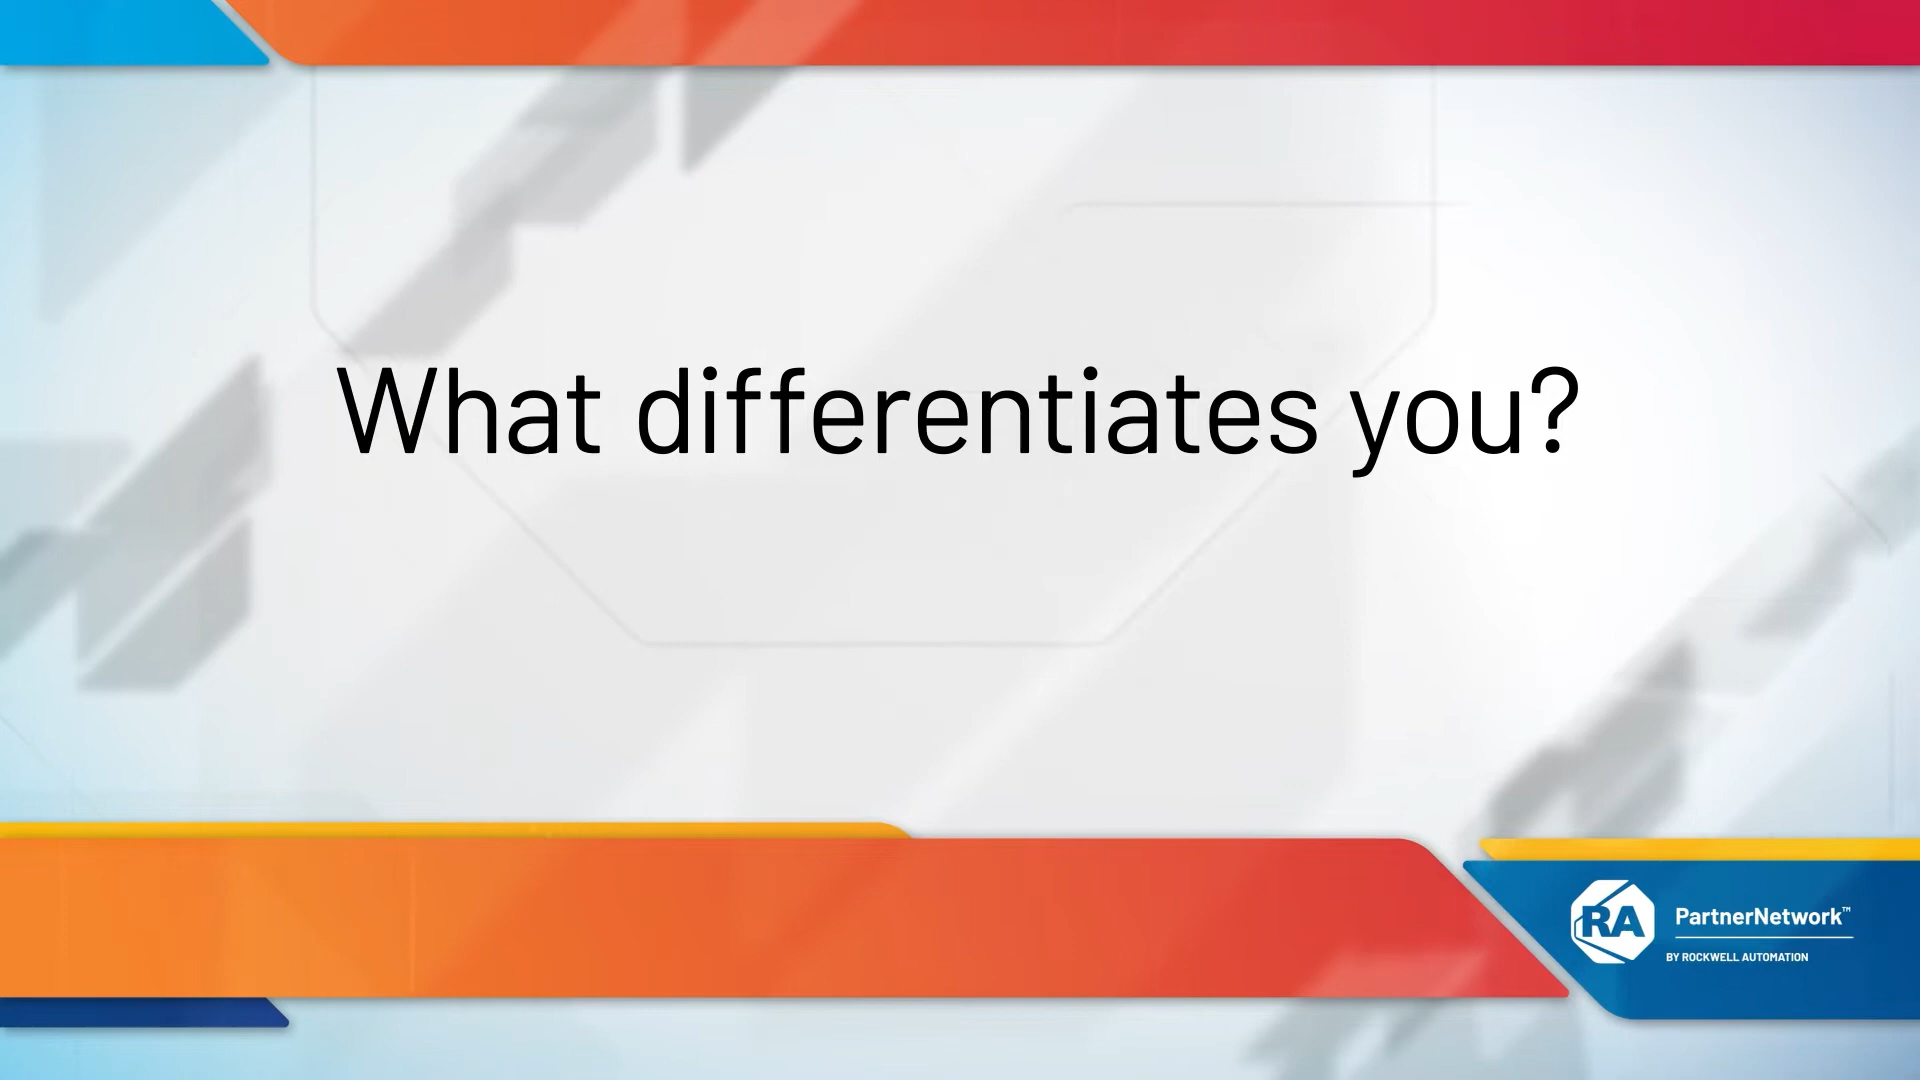 What differentiates you?
RA PartnerNetwork™
BY ROCKWELL AUTOMATION